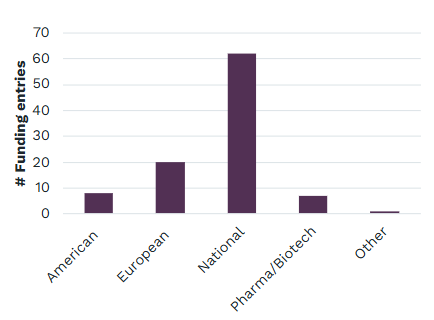 # Funding entries
70
60
50
40
30
20
10
0
American
European
National
Pharma/Biotech
Other